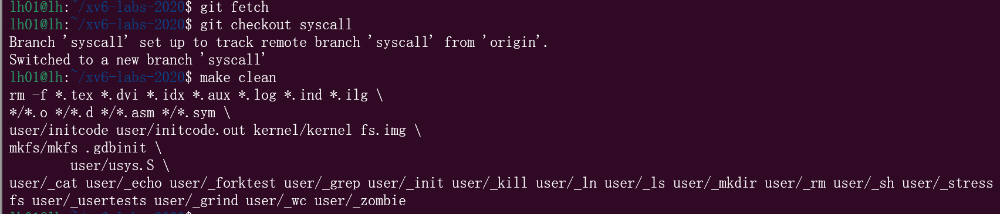 lh01@lh:~/xv6-labs-2020$ git fetch
lh01@lh:~/xv6-labs-2020$ git checkout syscall
Branch 'syscall' set up to track remote branch 'syscall' from 'origin'.
Switched to a new branch 'syscall'
lh01@lh:~/xv6-labs-2020$ make clean
rm -f *.tex *.dvi *.idx *.aux *.log *.ind *.ilg \
*/*.o */*.d */*.asm */*.sym \
user/initcode user/initcode.out kernel/kernel fs.img \
mkfs/mkfs .gdbinit \
        user/usys.S \
user/_cat user/_echo user/_forktest user/_grep user/_init user/_kill user/_ln user/_ls user/_mkdir user/_rm user/_sh user/_stress
fs user/_usertests user/_grind user/_wc user/_zombie